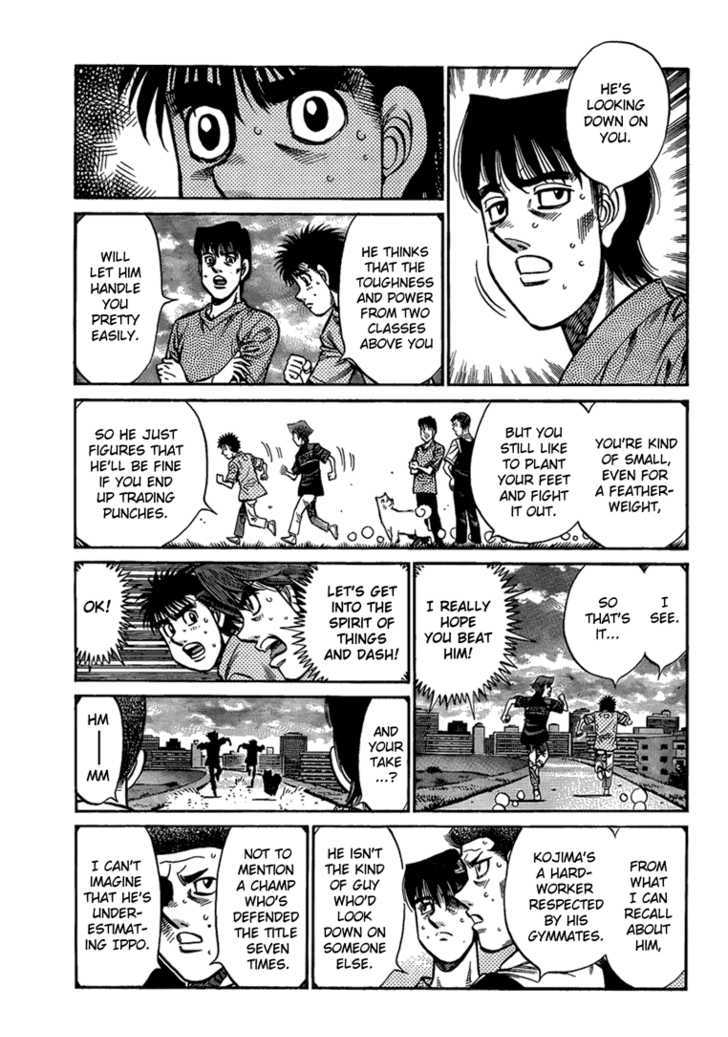 HE'S
LOOKING
DOWN ON
YOU.
HE THINKS
THAT THE
TOUGHNESS
AND POWER
FROM TWO
CLASSES
ABOVE YOU
WILL
LET HIM
HANDLE
YOU
PRETTY
EASILY.
YOU'RE KIND
OF SMALL,
EVEN FOR
A FEATHER-
WEIGHT,
BUT YOU
STILL LIKE
TO PLANT
YOUR FEET
AND FIGHT
IT OUT.
SO HE JUST
FIGURES THAT
HE'LL BE FINE
IF YOU END
UP TRADING
PUNCHES.
I
SEE.
SO
THAT'S
IT...
I REALLY
HOPE
YOU BEAT
HIM!
LET'S GET
INTO THE
SPIRIT OF
THINGS
AND DASH!
OK!
AND
YOUR
TAKE
...?
HM
|
MM
FROM
WHAT
I CAN
RECALL
ABOUT
HIM,
KOJIMA'S
A HARD-
WORKER
RESPECTED
BY HIS
GYMMATES.
HE ISN'T
THE KIND
OF GUY
WHO'D
LOOK
DOWN ON
SOMEONE
ELSE.
NOT TO
MENTION
A CHAMP
WHO'S
DEFENDED
THE TITLE
SEVEN
TIMES.
I CAN'T
IMAGINE
THAT HE'S
UNDER-
ESTIMAT-
ING IPPO.